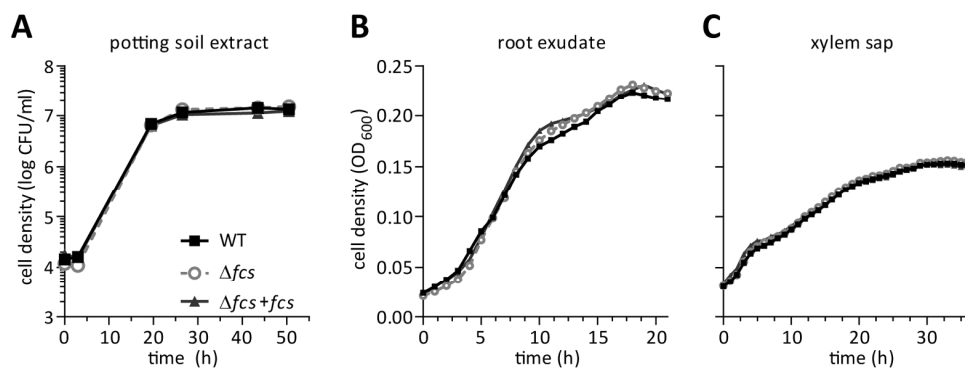 A
potting soil extract
cell density (log CFU/ml)
8
7
6
5
4
3
0 10 20 30 40 50
time (h)
WT
Δfcs
Δfcs+fcs
B
root exudate
cell density (OD600)
0.25
0.20
0.15
0.10
0.05
0.00
0 5 10 15 20
time (h)
C
xylem sap
0 10 20 30
time (h)